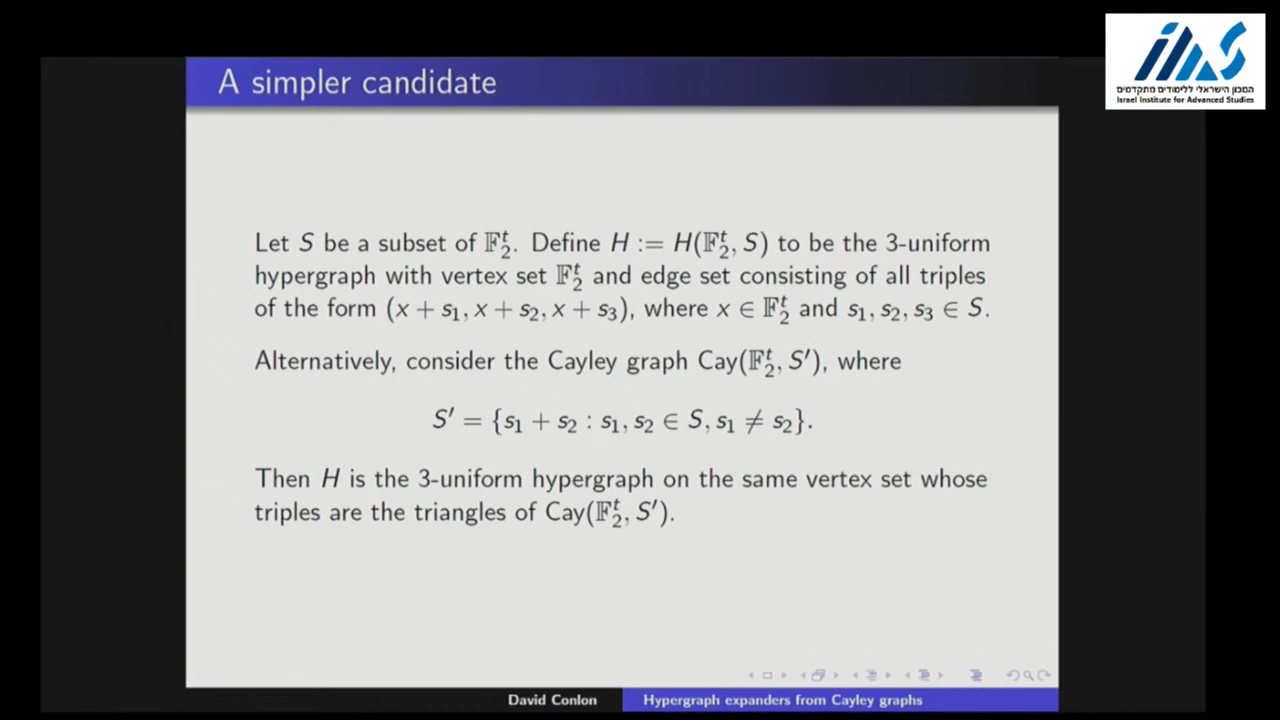 A simpler candidate
המכון הישראלי ללימודים מתקדמים
Israel Institute for Advanced Studies
Let S be a subset of 𝔽₂ᵗ. Define H := H(𝔽₂ᵗ, S) to be the 3-uniform
hypergraph with vertex set 𝔽₂ᵗ and edge set consisting of all triples
of the form (x + s₁, x + s₂, x + s₃), where x ∈ 𝔽₂ᵗ and s₁, s₂, s₃ ∈ S.
Alternatively, consider the Cayley graph Cay(𝔽₂ᵗ, S′), where
S′ = {s₁ + s₂ : s₁, s₂ ∈ S, s₁ ≠ s₂}.
Then H is the 3-uniform hypergraph on the same vertex set whose
triples are the triangles of Cay(𝔽₂ᵗ, S′).
David Conlon
Hypergraph expanders from Cayley graphs